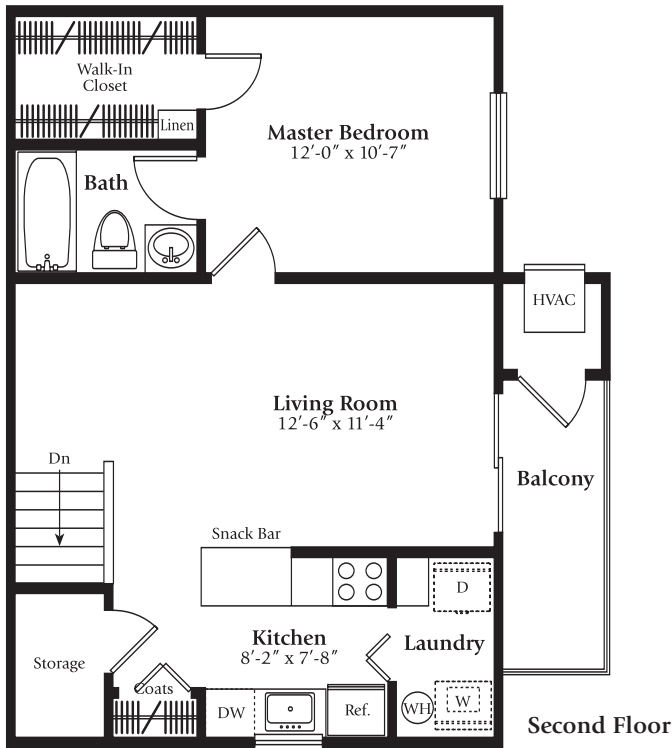 Walk-In
Closet
Linen
Master Bedroom
12'-0" x 10'-7"
Bath
HVAC
Living Room
12'-6" x 11'-4"
Dn
Balcony
Snack Bar
D
Kitchen
8'-2" x 7'-8"
Laundry
Storage
Coats
DW
Ref.
WH
W
Second Floor